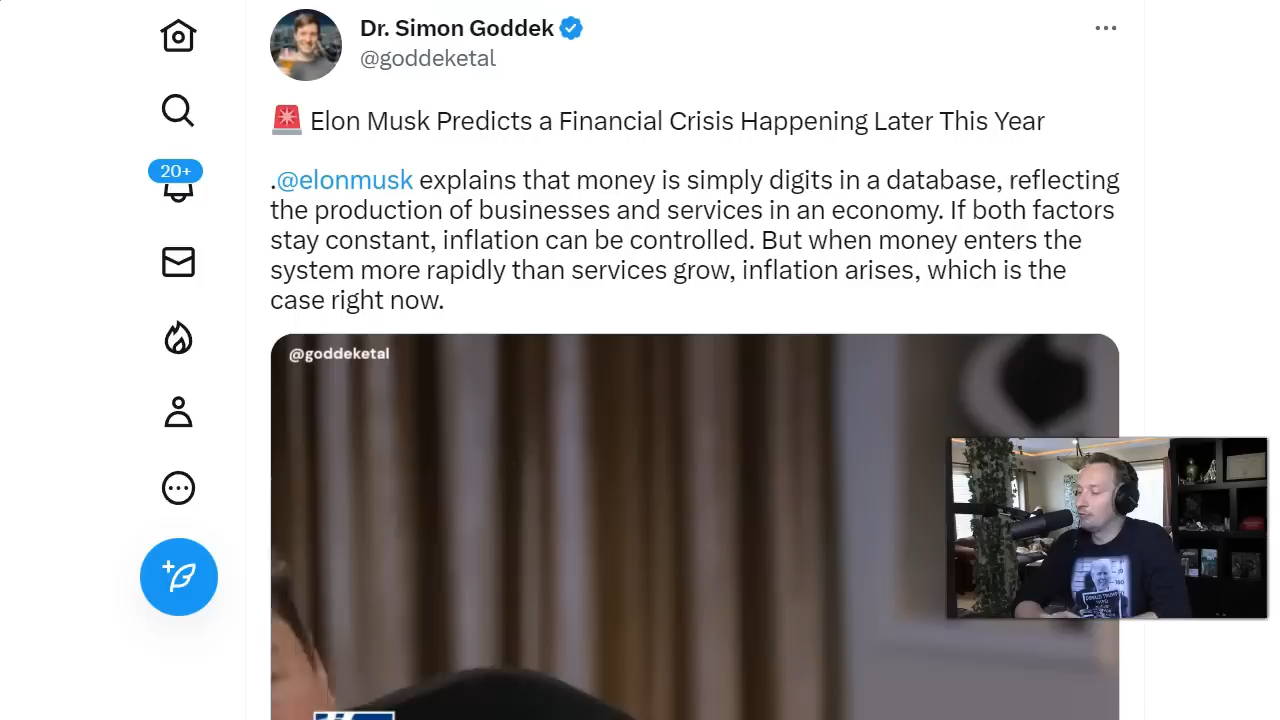 Dr. Simon Goddek
@goddeketal
Elon Musk Predicts a Financial Crisis Happening Later This Year
20+
.@elonmusk explains that money is simply digits in a database, reflecting
the production of businesses and services in an economy. If both factors
stay constant, inflation can be controlled. But when money enters the
system more rapidly than services grow, inflation arises, which is the
case right now.
@goddeketal
DONALD TRUMP